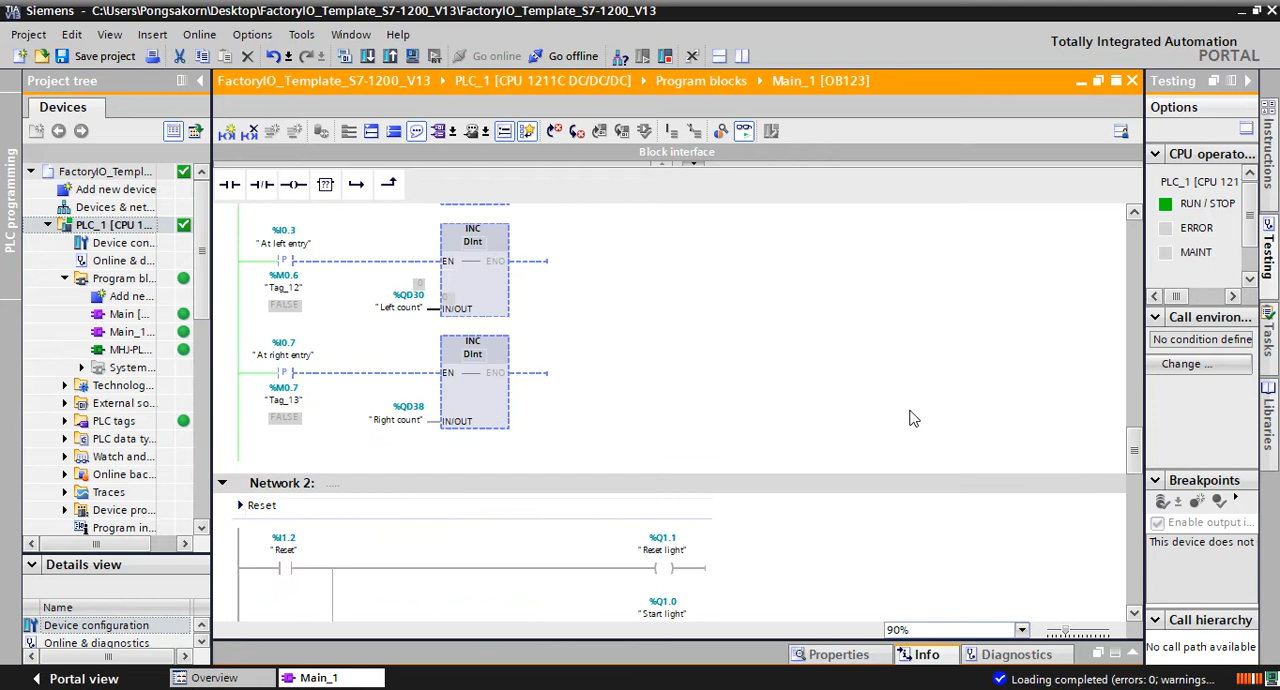 Siemens - C:\Users\Pongsakorn\Desktop\FactoryIO_Template_S7-1200_V13\FactoryIO_Template_S7-1200_V13
Project Edit View Insert Online Options Tools Window Help
Totally Integrated Automation
PORTAL
Save project
Go online
Go offline
Project tree
FactoryIO_Template_S7-1200_V13 PLC_1 [CPU 1211C DC/DC/DC] Program blocks Main_1 [OB123]
Testing
Devices
Options
PLC programming
Block interface
CPU operato...
PLC_1 [CPU 121
RUN / STOP
ERROR
MAINT
Call environ...
No condition define
Change ...
Breakpoints
Enable output i...
This device does not
Call hierarchy
No call path available
Instructions
Testing
Tasks
Libraries
FactoryIO_Templ...
Add new device
Devices & net...
PLC_1 [CPU 1...
Device con...
Online & d...
Program bl...
Add ne...
Main [...
Main_1...
MHJ-PL...
System...
Technolog...
External so...
PLC tags
PLC data ty...
Watch and...
Online bac...
Traces
Device pro...
Program in...
Details view
Name
Device configuration
Online & diagnostics
%I0.3
"At left entry"
P
%M0.6
"Tag_12"
FALSE
INC
DInt
EN
ENO
0
%QD30
"Left count"
0
IN/OUT
%I0.7
"At right entry"
P
%M0.7
"Tag_13"
FALSE
INC
DInt
EN
ENO
%QD38
"Right count"
IN/OUT
Network 2: .....
Reset
%I1.2
"Reset"
%Q1.1
"Reset light"
%Q1.0
"Start light"
90%
Properties
Info
Diagnostics
Portal view
Overview
Main_1
Loading completed (errors: 0; warnings...